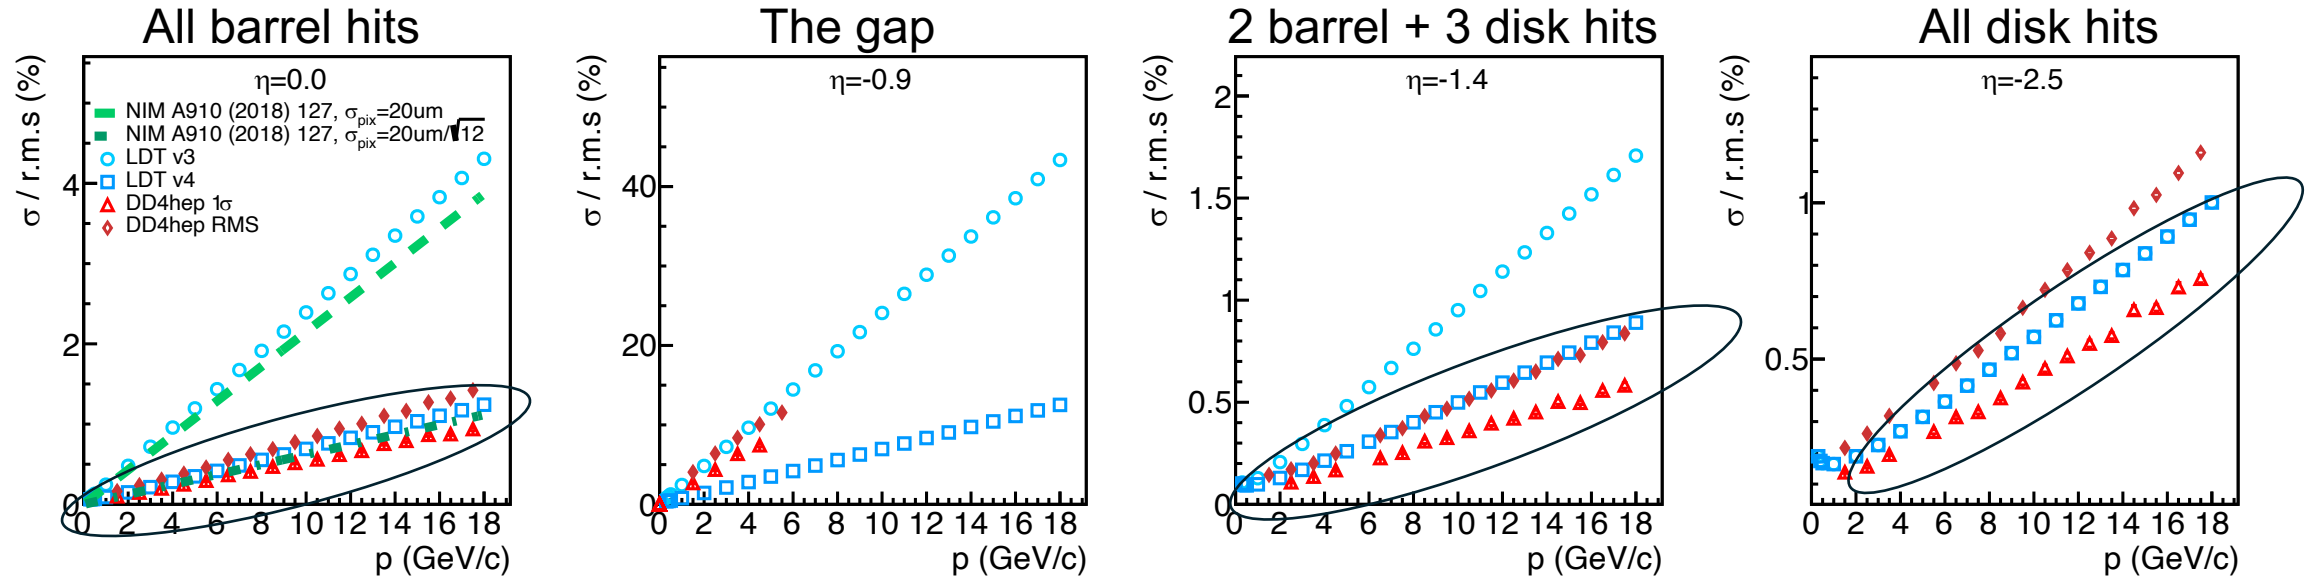 All barrel hits
The gap
2 barrel + 3 disk hits
All disk hits
σ / r.m.s (%)
η=0.0
NIM A910 (2018) 127, σpix=20um
NIM A910 (2018) 127, σpix=20um/√12
LDT v3
LDT v4
DD4hep 1σ
DD4hep RMS
4
2
0
0 2 4 6 8 10 12 14 16 18
p (GeV/c)
σ / r.m.s (%)
η=-0.9
40
20
0
0 2 4 6 8 10 12 14 16 18
p (GeV/c)
σ / r.m.s (%)
η=-1.4
2
1.5
1
0.5
0
0 2 4 6 8 10 12 14 16 18
p (GeV/c)
σ / r.m.s (%)
η=-2.5
1
0.5
0 2 4 6 8 10 12 14 16 18
p (GeV/c)